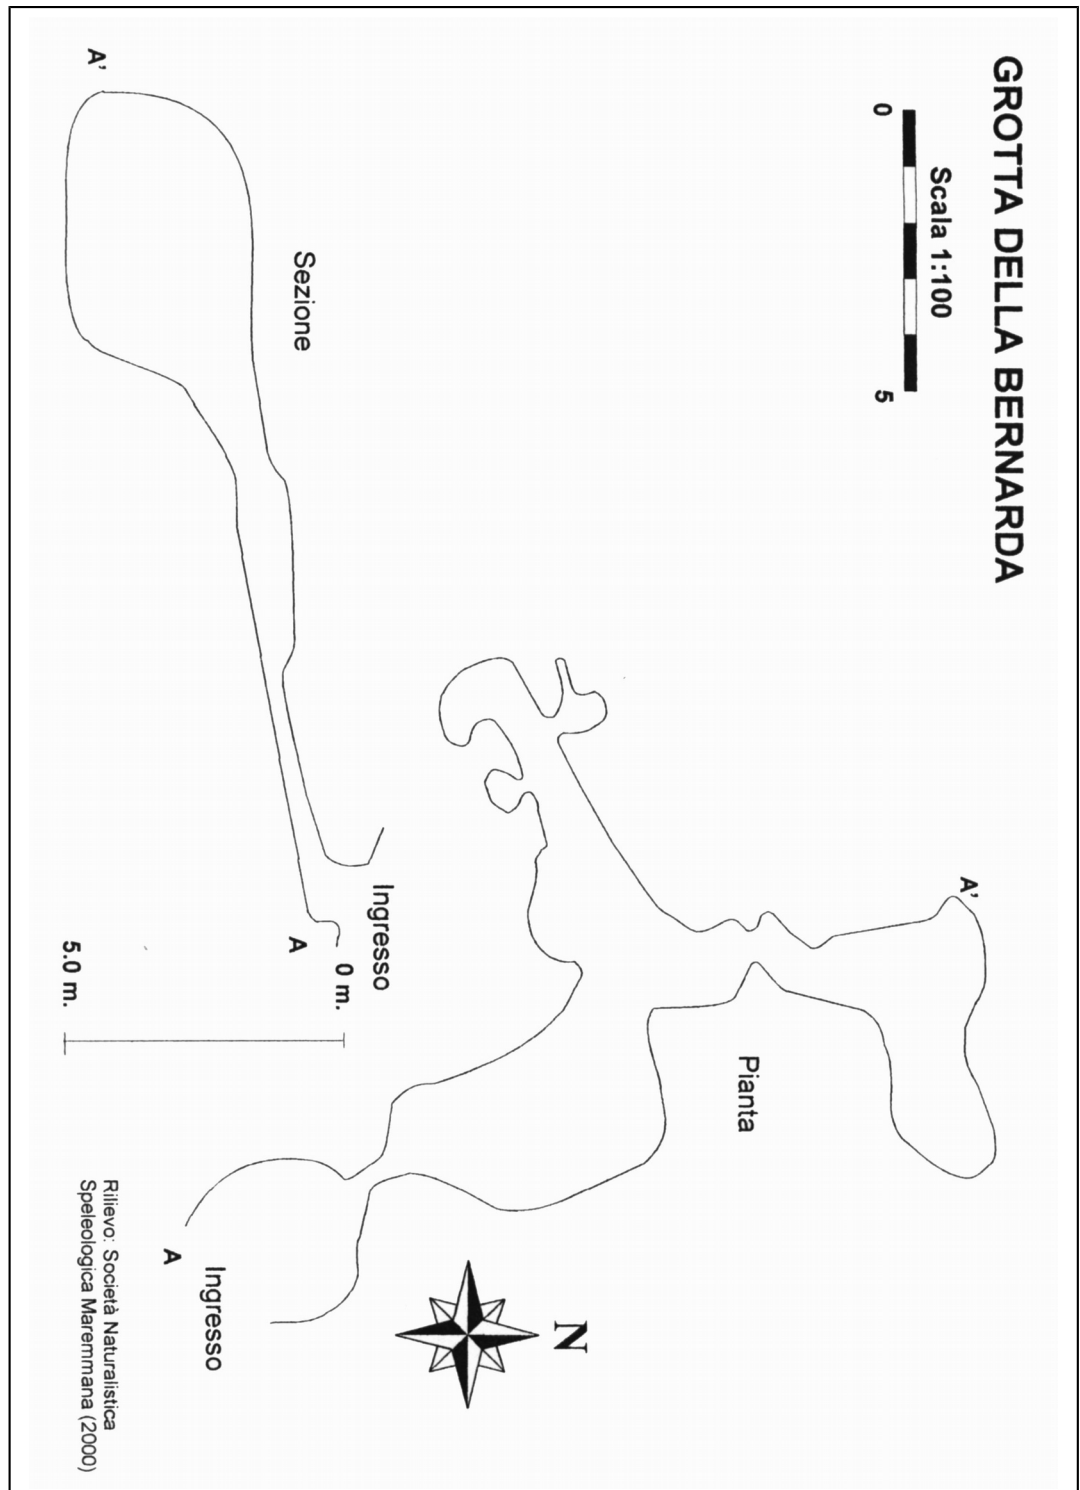 GROTTA DELLA BERNARDA
Scala 1:100
0
5
A'
Pianta
N
A'
Sezione
Ingresso
0 m.
A
5.0 m.
A
Ingresso
Rilievo: Società Naturalistica
Speleologica Maremmana (2000)